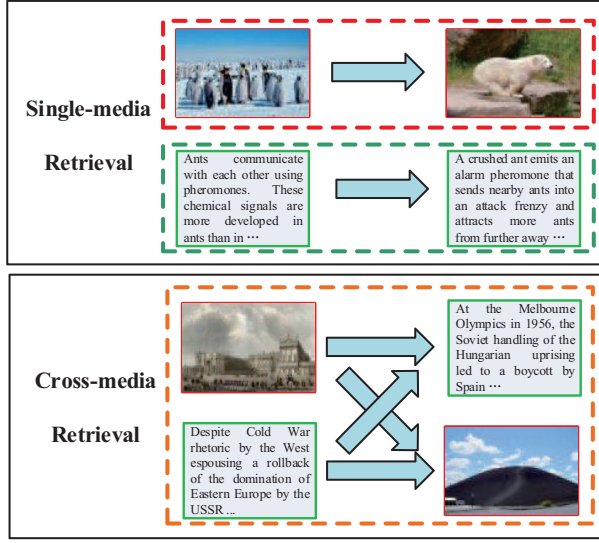 Single-media
Retrieval
Ants communicate
with each other using
pheromones. These
chemical signals are
more developed in
ants than in ···
A crushed ant emits an
alarm pheromone that
sends nearby ants into
an attack frenzy and
attracts more ants
from further away ···
Cross-media
Retrieval
At the Melbourne
Olympics in 1956, the
Soviet handling of the
Hungarian uprising
led to a boycott by
Spain ···
Despite Cold War
rhetoric by the West
espousing a rollback
of the domination of
Eastern Europe by the
USSR ...